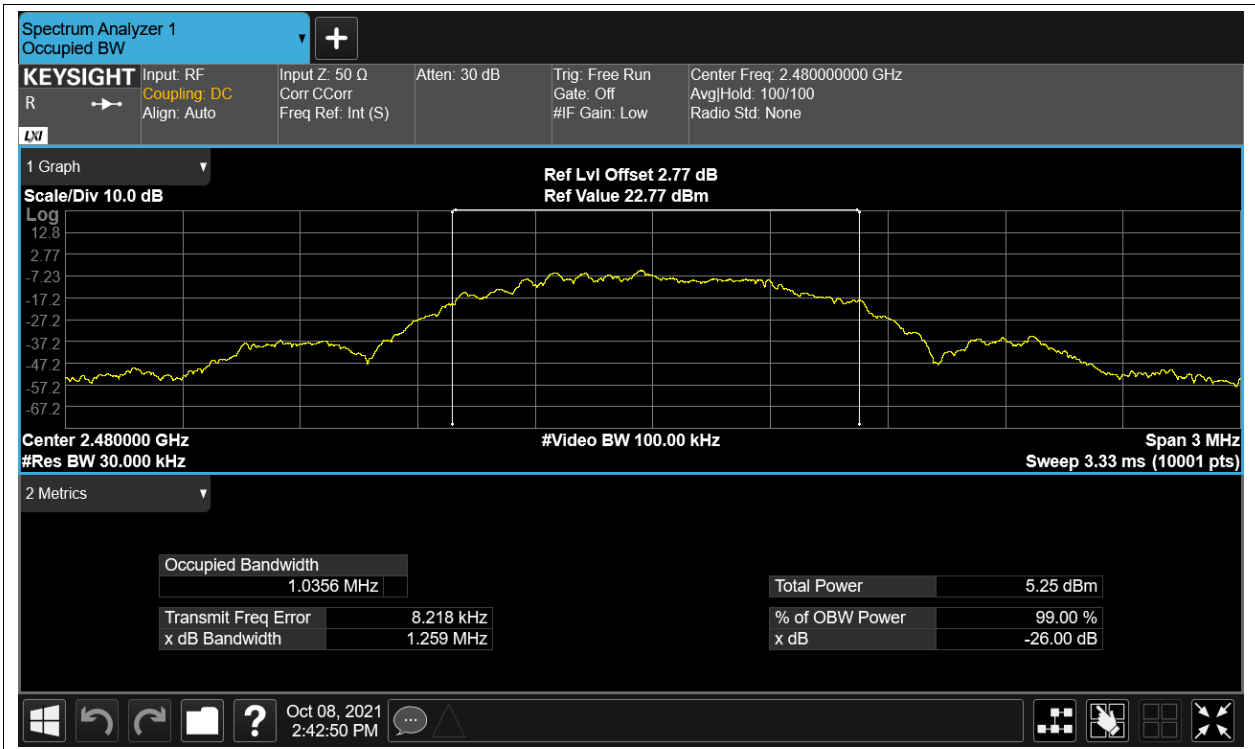 Spectrum Analyzer 1
Occupied BW
KEYSIGHT
R
LXI
Input: RF
Coupling: DC
Align: Auto
Input Z: 50 Ω
Corr CCorr
Freq Ref: Int (S)
Atten: 30 dB
Trig: Free Run
Gate: Off
#IF Gain: Low
Center Freq: 2.480000000 GHz
Avg|Hold: 100/100
Radio Std: None
1 Graph
Scale/Div 10.0 dB
Ref Lvl Offset 2.77 dB
Ref Value 22.77 dBm
Log
12.8
2.77
-7.23
-17.2
-27.2
-37.2
-47.2
-57.2
-67.2
Center 2.480000 GHz
#Res BW 30.000 kHz
#Video BW 100.00 kHz
Span 3 MHz
Sweep 3.33 ms (10001 pts)
2 Metrics
Occupied Bandwidth
1.0356 MHz
Transmit Freq Error 8.218 kHz
x dB Bandwidth 1.259 MHz
Total Power 5.25 dBm
% of OBW Power 99.00 %
x dB -26.00 dB
?
Oct 08, 2021
2:42:50 PM